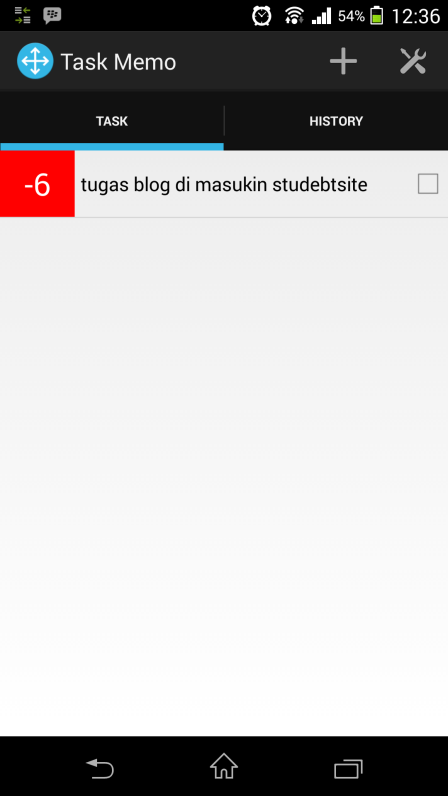 54% 12:36
Task Memo
TASK HISTORY
-6 tugas blog di masukin studebtsite